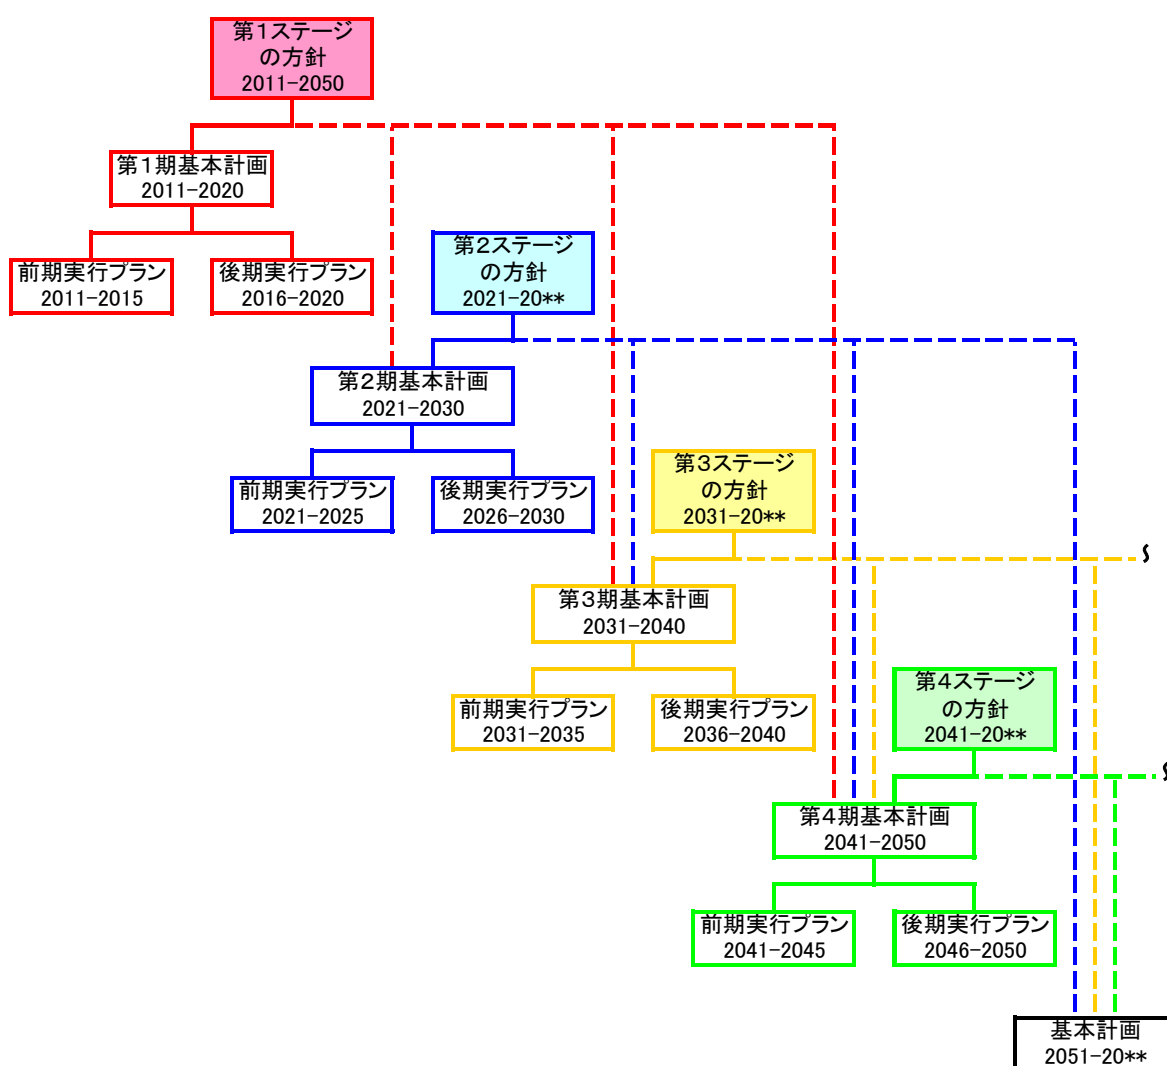 第１ステージ
の方針
2011-2050
第１期基本計画
2011-2020
前期実行プラン
2011-2015
後期実行プラン
2016-2020
第２ステージ
の方針
2021-20**
第２期基本計画
2021-2030
前期実行プラン
2021-2025
後期実行プラン
2026-2030
第３ステージ
の方針
2031-20**
第３期基本計画
2031-2040
前期実行プラン
2031-2035
後期実行プラン
2036-2040
第４ステージ
の方針
2041-20**
第４期基本計画
2041-2050
前期実行プラン
2041-2045
後期実行プラン
2046-2050
基本計画
2051-20**